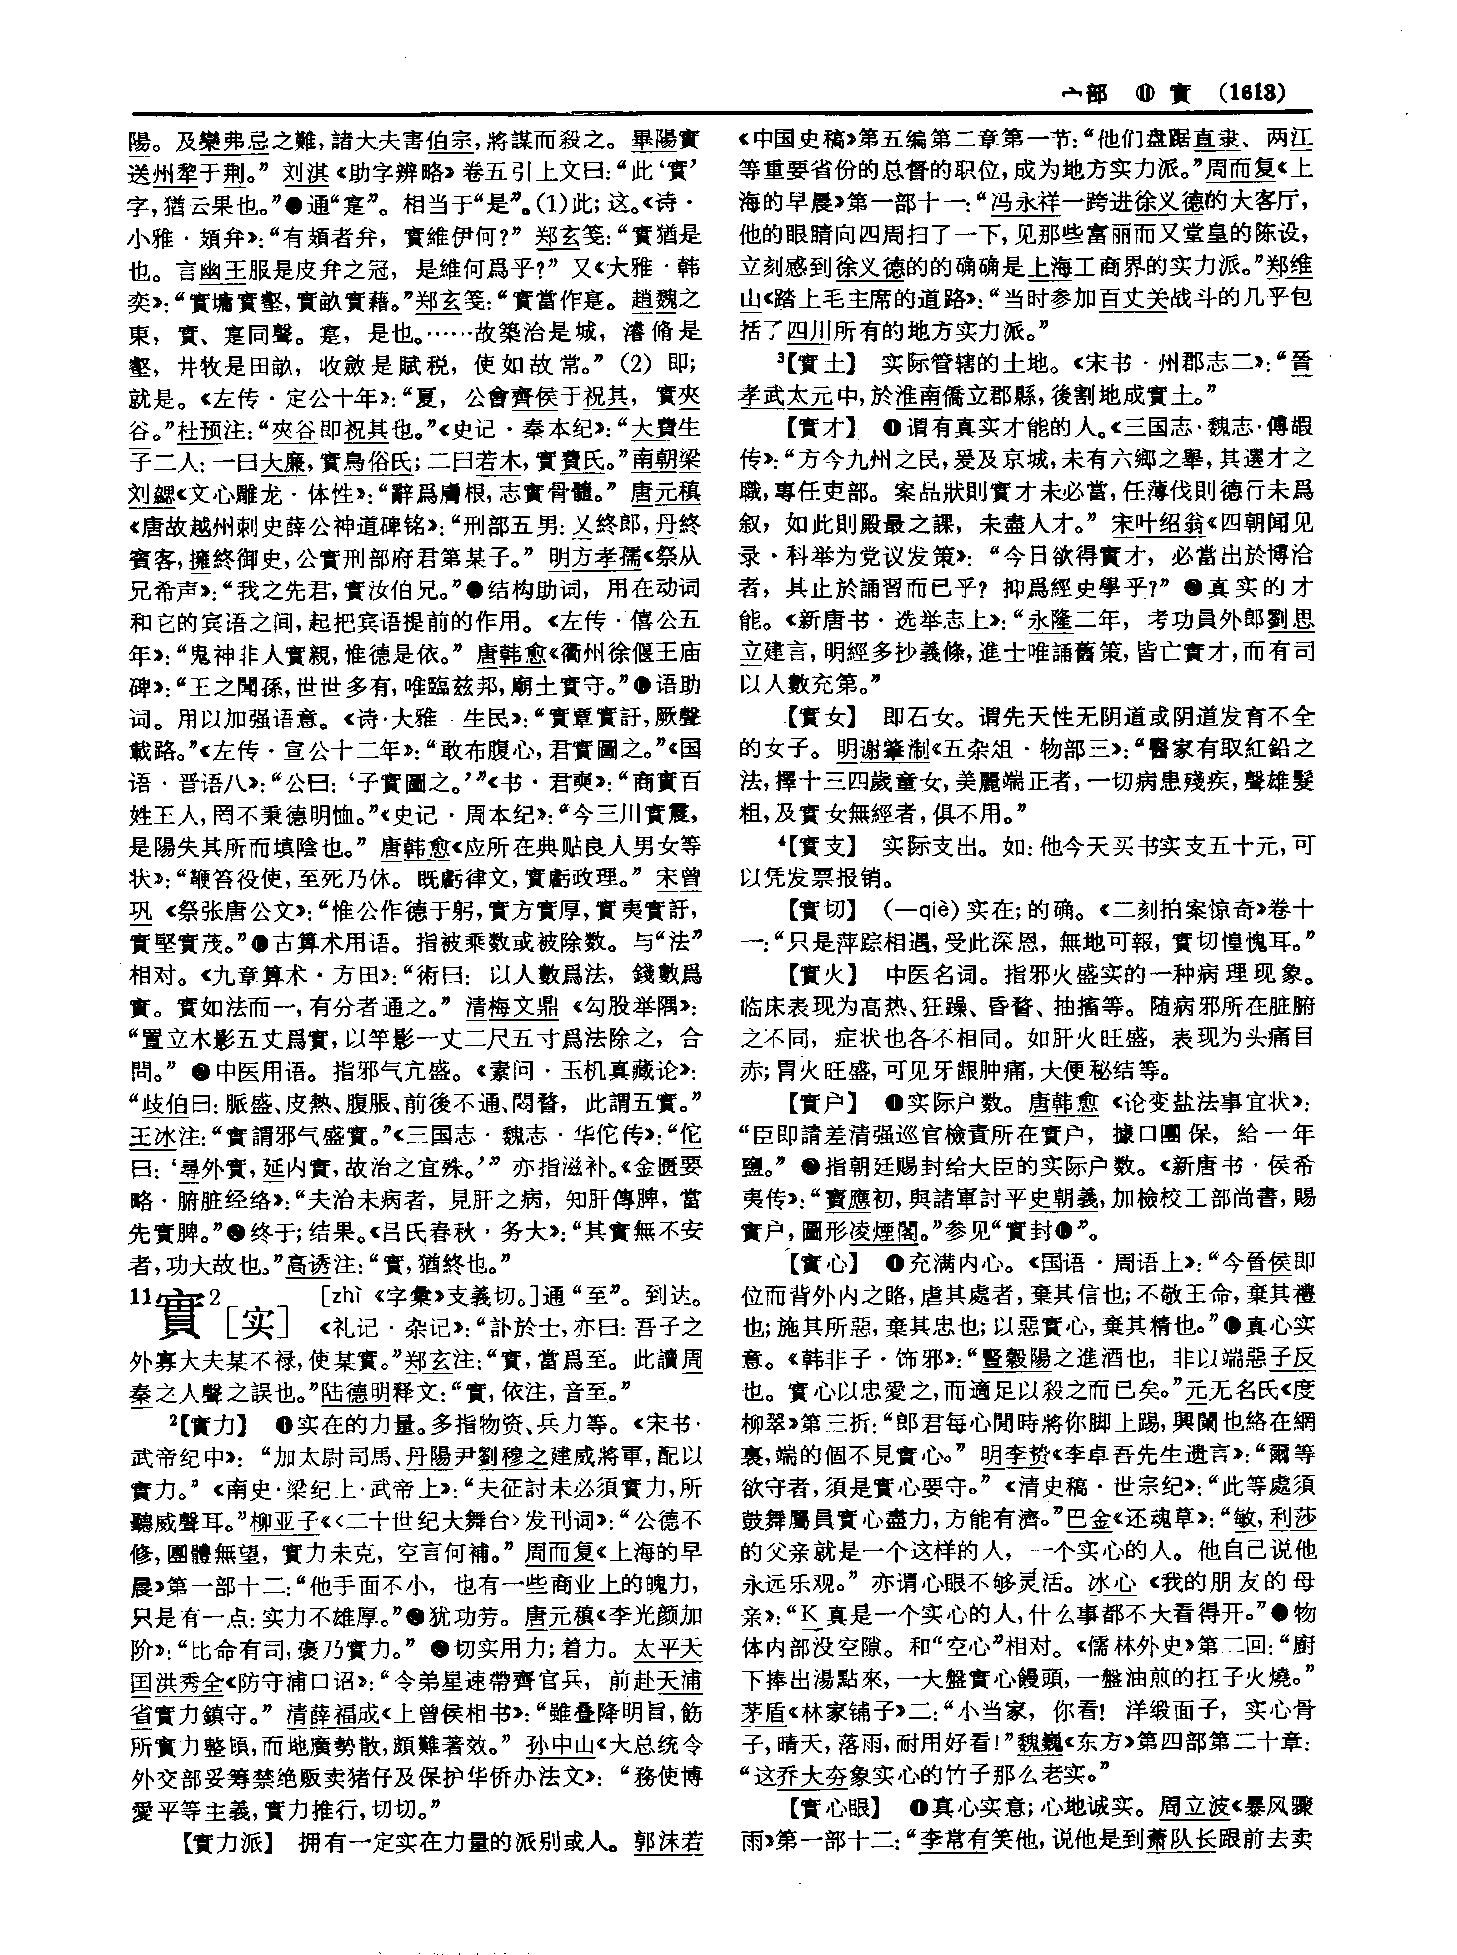 宀部 ⑪ 實 (1613)
陽。及欒弗忌之難,諸大夫害伯宗,將謀而殺之。畢陽實
送州犂于荆。” 刘淇《助字辨略》卷五引上文曰:“此‘實’
字,猶云果也。”●通“寔”。相当于“是”。(1)此;这。《诗·
小雅·頍弁》:“有頍者弁,實維伊何?” 郑玄笺:“實猶是
也。言幽王服是皮弁之冠,是維何爲乎?” 又《大雅·韩
奕》:“實墉實壑,實畝實藉。”郑玄笺:“實當作寔。趙魏之
東,實、寔同聲。寔,是也。……故築治是城,濬脩是
壑,井牧是田畝,收斂是賦税,使如故常。”(2)即;
就是。《左传·定公十年》:“夏,公會齊侯于祝其,實夾
谷。”杜预注:“夾谷即祝其也。”《史记·秦本纪》:“大費生
子二人:一曰大廉,實鳥俗氏;二曰若木,實費氏。”南朝梁
刘勰《文心雕龙·体性》:“辭爲膚根,志實骨髓。” 唐元稹
《唐故越州刺史薛公神道碑铭》:“刑部五男:乂終郎,丹終
賓客,擁終御史,公實刑部府君第某子。” 明方孝孺《祭从
兄希声》:“我之先君,實汝伯兄。”●结构助词,用在动词
和它的宾语之间,起把宾语提前的作用。《左传·僖公五
年》:“鬼神非人實親,惟德是依。” 唐韩愈《衢州徐偃王庙
碑》:“王之聞孫,世世多有,唯臨兹邦,廟土實守。”●语助
词。用以加强语意。《诗·大雅·生民》:“實覃實訏,厥聲
載路。”《左传·宣公十二年》:“敢布腹心,君實圖之。”《国
语·晋语八》:“公曰:‘子實圖之。’”《书·君奭》:“商實百
姓王人,罔不秉德明恤。”《史记·周本纪》:“今三川實震,
是陽失其所而填陰也。” 唐韩愈《应所在典贴良人男女等
状》:“鞭笞役使,至死乃休。既虧律文,實虧政理。” 宋曾
巩《祭张唐公文》:“惟公作德于躬,實方實厚,實夷實訏,
實堅實茂。”●古算术用语。指被乘数或被除数。与“法”
相对。《九章算术·方田》:“術曰:以人數爲法,錢數爲
實。實如法而一,有分者通之。” 清梅文鼎《勾股举隅》:
“置立木影五丈爲實,以竿影一丈二尺五寸爲法除之,合
問。” ●中医用语。指邪气亢盛。《素问·玉机真藏论》:
“歧伯曰:脈盛、皮熱、腹脹、前後不通、悶瞀,此謂五實。”
王冰注:“實謂邪气盛實。”《三国志·魏志·华佗传》:“佗
曰:‘尋外實,延内實,故治之宜殊。’” 亦指滋补。《金匮要
略·腑脏经络》:“夫治未病者,見肝之病,知肝傳脾,當
先實脾。”●终于;结果。《吕氏春秋·务大》:“其實無不安
者,功大故也。”高诱注:“實,猶終也。”
11實2[实] [zhì《字彙》支義切。]通“至”。到达。
《礼记·杂记》:“訃於士,亦曰:吾子之
外寡大夫某不禄,使某實。”郑玄注:“實,當爲至。此讀周
秦之人聲之誤也。”陆德明释文:“實,依注,音至。”
2【實力】 ❶实在的力量。多指物资、兵力等。《宋书·
武帝纪中》:“加太尉司馬、丹陽尹劉穆之建威將軍,配以
實力。” 《南史·梁纪上·武帝上》:“夫征討未必須實力,所
聽威聲耳。”柳亚子《〈二十世纪大舞台〉发刊词》:“公德不
修,團體無望,實力未克,空言何補。” 周而复《上海的早
晨》第一部十二:“他手面不小,也有一些商业上的魄力,
只是有一点:实力不雄厚。”❷犹功劳。唐元稹《李光颜加
阶》:“比命有司,褒乃實力。” ❸切实用力;着力。太平天
囯洪秀全《防守浦口诏》:“令弟星速帶齊官兵,前赴天浦
省實力鎮守。” 清薛福成《上曾侯相书》:“雖叠降明旨,飭
所實力整頓,而地廣勢散,頗難著效。” 孙中山《大总统令
外交部妥筹禁绝贩卖猪仔及保护华侨办法文》:“務使博
愛平等主義,實力推行,切切。”
【實力派】 拥有一定实在力量的派别或人。郭沫若
《中国史稿》第五编第二章第一节:“他们盘踞直隶、两江
等重要省份的总督的职位,成为地方实力派。”周而复《上
海的早晨》第一部十一:“冯永祥一跨进徐义德的大客厅,
他的眼睛向四周扫了一下,见那些富丽而又堂皇的陈设,
立刻感到徐义德的的确确是上海工商界的实力派。”郑维
山《踏上毛主席的道路》:“当时参加百丈关战斗的几乎包
括了四川所有的地方实力派。”
3【實土】 实际管辖的土地。《宋书·州郡志二》:“晉
孝武太元中,於淮南僑立郡縣,後割地成實土。”
【實才】 ❶谓有真实才能的人。《三国志·魏志·傅嘏
传》:“方今九州之民,爰及京城,未有六鄉之舉,其選才之
職,專任吏部。案品狀則實才未必當,任薄伐則德行未爲
叙,如此則殿最之課,未盡人才。” 宋叶绍翁《四朝闻见
录·科举为党议发策》:“今日欲得實才,必當出於博洽
者,其止於誦習而已乎?抑爲經史學乎?” ❷真实的才
能。《新唐书·选举志上》:“永隆二年,考功員外郎劉思
立建言,明經多抄義條,進士唯誦舊策,皆亡實才,而有司
以人數充第。”
【實女】 即石女。谓先天性无阴道或阴道发育不全
的女子。明谢肇淛《五杂俎·物部三》:“醫家有取紅鉛之
法,擇十三四歲童女,美麗端正者,一切病患殘疾,聲雄髮
粗,及實女無經者,俱不用。”
4【實支】 实际支出。如:他今天买书实支五十元,可
以凭发票报销。
【實切】 (一qiè)实在;的确。《二刻拍案惊奇》卷十
一:“只是萍踪相遇,受此深恩,無地可報,實切惶愧耳。”
【實火】 中医名词。指邪火盛实的一种病理现象。
临床表现为高热、狂躁、昏瞀、抽搐等。随病邪所在脏腑
之不同,症状也各不相同。如肝火旺盛,表现为头痛目
赤;胃火旺盛,可见牙龈肿痛,大便秘结等。
【實户】 ❶实际户数。唐韩愈《论变盐法事宜状》:
“臣即請差清强巡官檢責所在實户,據口團保,給一年
鹽。” ❷指朝廷赐封给大臣的实际户数。《新唐书·侯希
夷传》:“寶應初,與諸軍討平史朝義,加檢校工部尚書,賜
實户,圖形凌煙閣。”参见“實封❶”。
【實心】 ❶充满内心。《国语·周语上》:“今晉侯即
位而背外内之賂,虐其處者,棄其信也;不敬王命,棄其禮
也;施其所惡,棄其忠也;以惡實心,棄其精也。”❷真心实
意。《韩非子·饰邪》:“豎穀陽之進酒也,非以端惡子反
也。實心以忠愛之,而適足以殺之而已矣。”元无名氏《度
柳翠》第三折:“郎君每心閒時將你脚上踢,興闌也絡在網
裏,端的個不見實心。” 明李贽《李卓吾先生遗言》:“爾等
欲守者,須是實心要守。” 《清史稿·世宗纪》:“此等處須
鼓舞屬員實心盡力,方能有濟。”巴金《还魂草》:“敏,利莎
的父亲就是一个这样的人,一个实心的人。他自己说他
永远乐观。” 亦谓心眼不够灵活。冰心《我的朋友的母
亲》:“K真是一个实心的人,什么事都不大看得开。”❸物
体内部没空隙。和“空心”相对。《儒林外史》第二回:“廚
下捧出湯點來,一大盤實心饅頭,一盤油煎的扛子火燒。”
茅盾《林家铺子》二:“小当家,你看!洋缎面子,实心骨
子,晴天,落雨,耐用好看!”魏巍《东方》第四部第二十章:
“这乔大夯象实心的竹子那么老实。”
【實心眼】 ❶真心实意;心地诚实。周立波《暴风骤
雨》第一部十二:“李常有笑他,说他是到萧队长跟前去卖